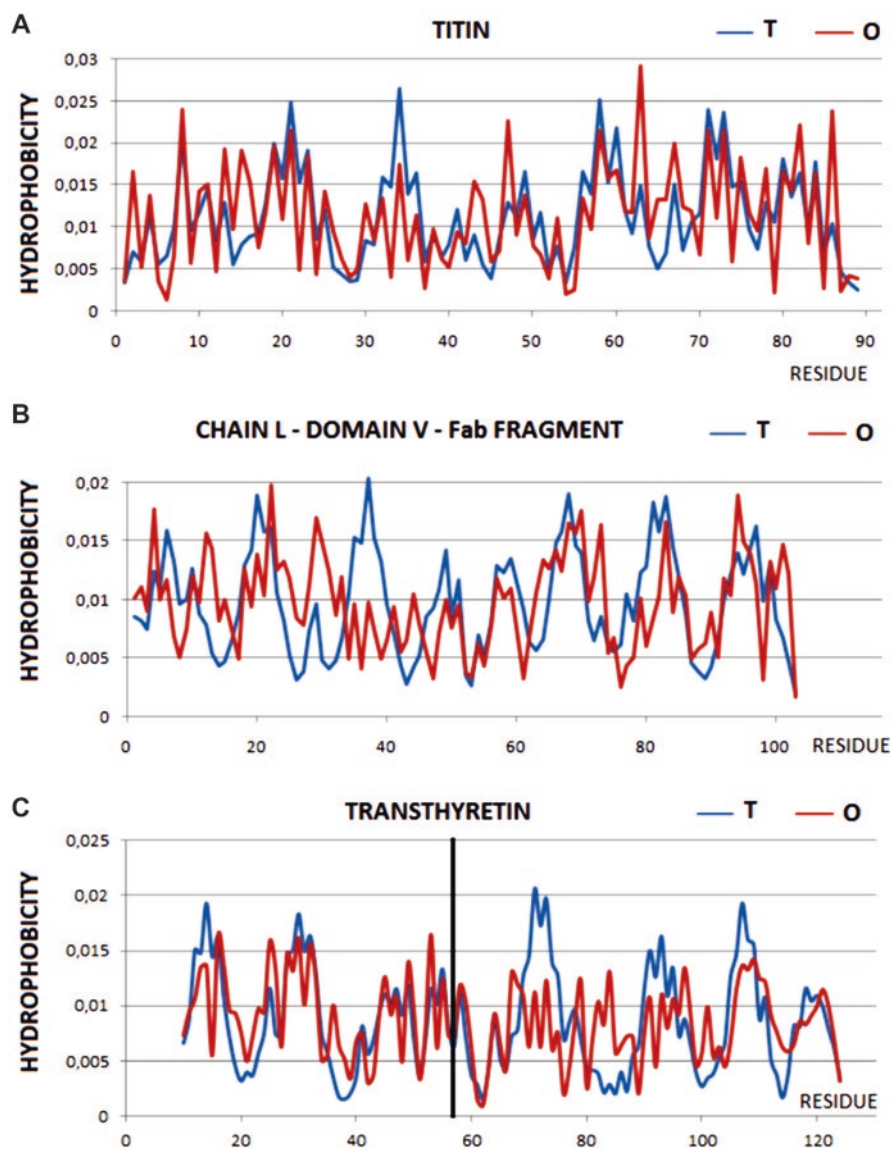 A
TITIN
T
O
HYDROPHOBICITY
0,03
0,025
0,02
0,015
0,01
0,005
0
0 10 20 30 40 50 60 70 80 90
RESIDUE
B
CHAIN L - DOMAIN V - Fab FRAGMENT
T
O
HYDROPHOBICITY
0,02
0,015
0,01
0,005
0
0 20 40 60 80 100 RESIDUE
C
TRANSTHYRETIN
T
O
HYDROPHOBICITY
0,025
0,02
0,015
0,01
0,005
0
RESIDUE
0 20 40 60 80 100 120